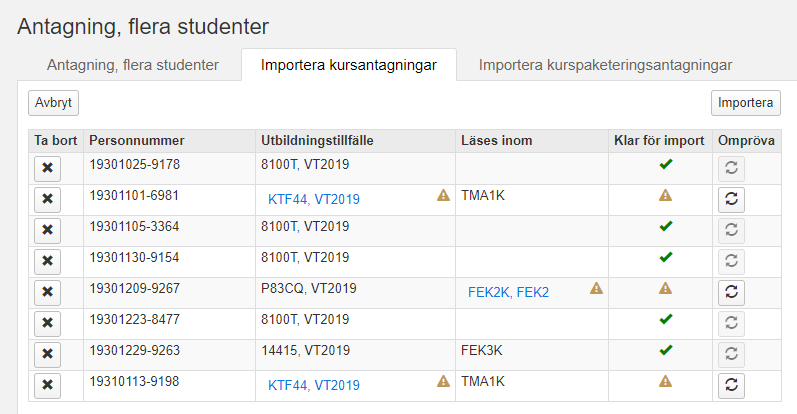 Antagning, flera studenter
Antagning, flera studenter Importera kursantagningar Importera kurspaketeringsantagningar
Avbryt Importera
Ta bort Personnummer Utbildningstillfälle Läses inom Klar för import Ompröva
19301025-9178 8100T, VT2019
19301101-6981 KTF44, VT2019 TMA1K
19301105-3364 8100T, VT2019
19301130-9154 8100T, VT2019
19301209-9267 P83CQ, VT2019 FEK2K, FEK2
19301223-8477 8100T, VT2019
19301229-9263 14415, VT2019 FEK3K
19310113-9198 KTF44, VT2019 TMA1K